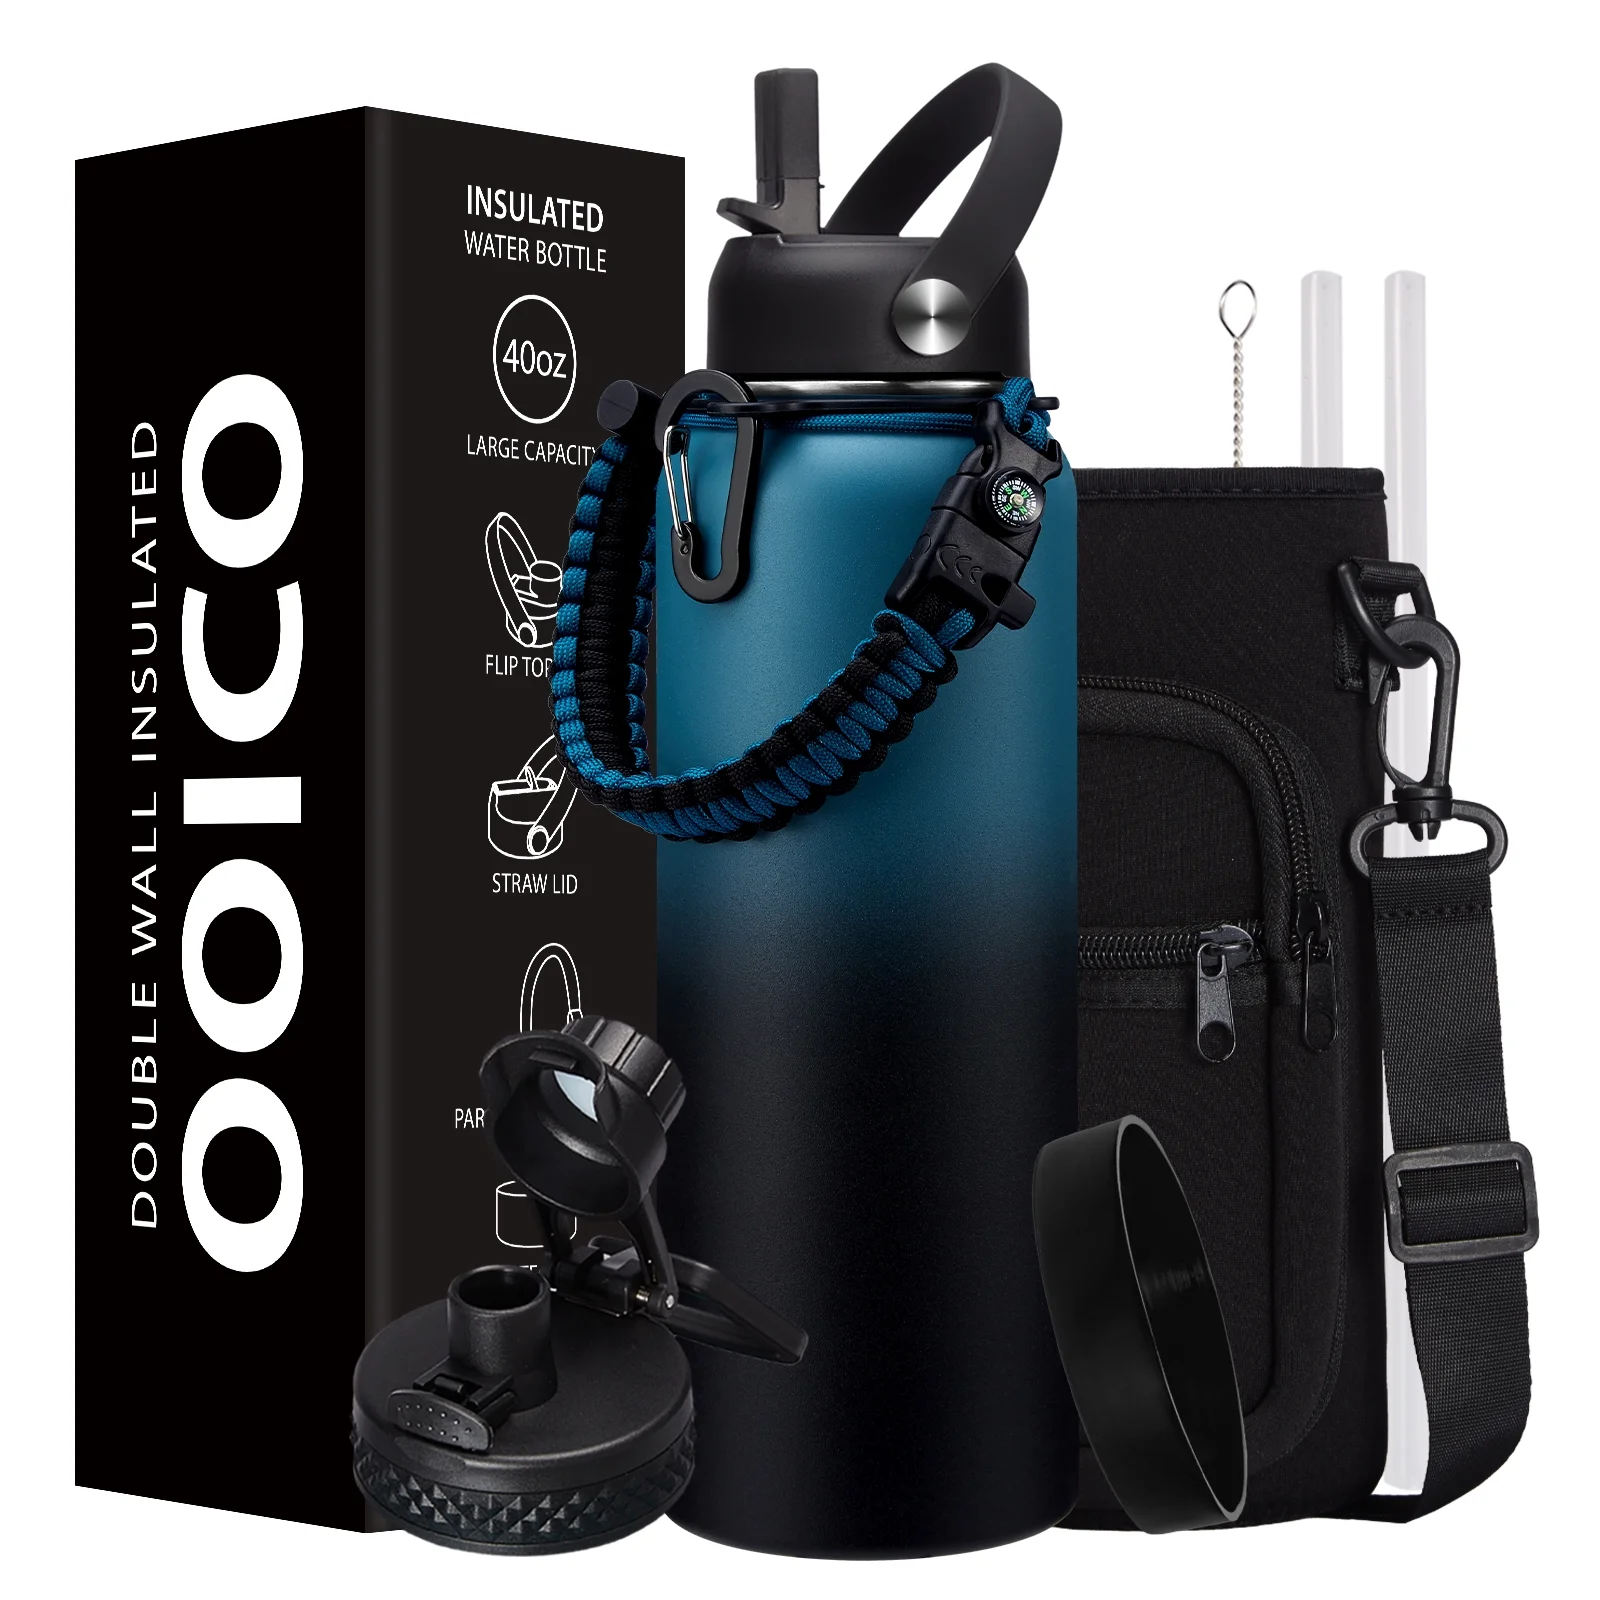 DOUBLE WALL INSULATED
OOICO
INSULATED
WATER BOTTLE
40oz
LARGE CAPACITY
FLIP TOP
STRAW LID